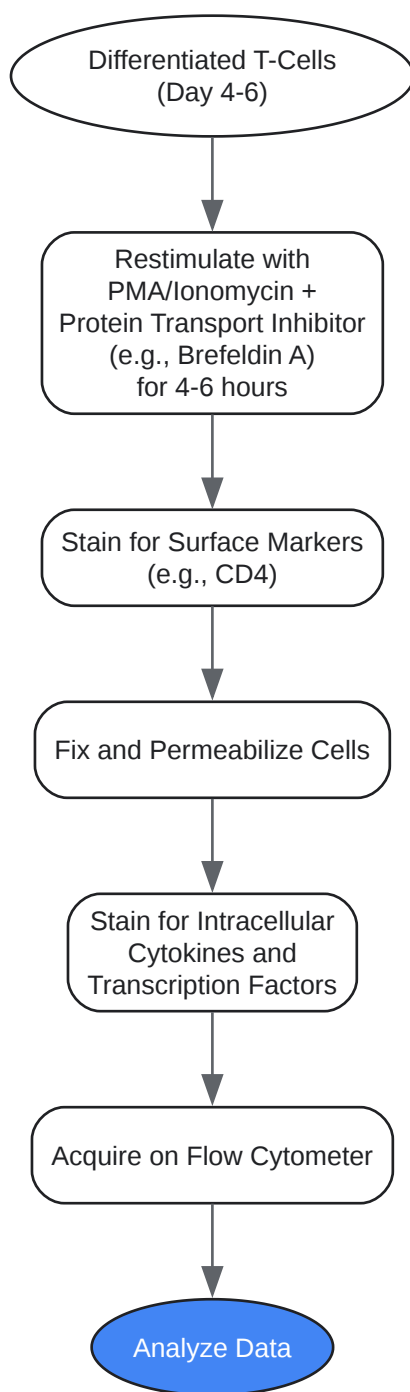 Differentiated T-Cells
(Day 4-6)
Restimulate with
PMA/Ionomycin +
Protein Transport Inhibitor
(e.g., Brefeldin A)
for 4-6 hours
Stain for Surface Markers
(e.g., CD4)
Fix and Permeabilize Cells
Stain for Intracellular
Cytokines and
Transcription Factors
Acquire on Flow Cytometer
Analyze Data